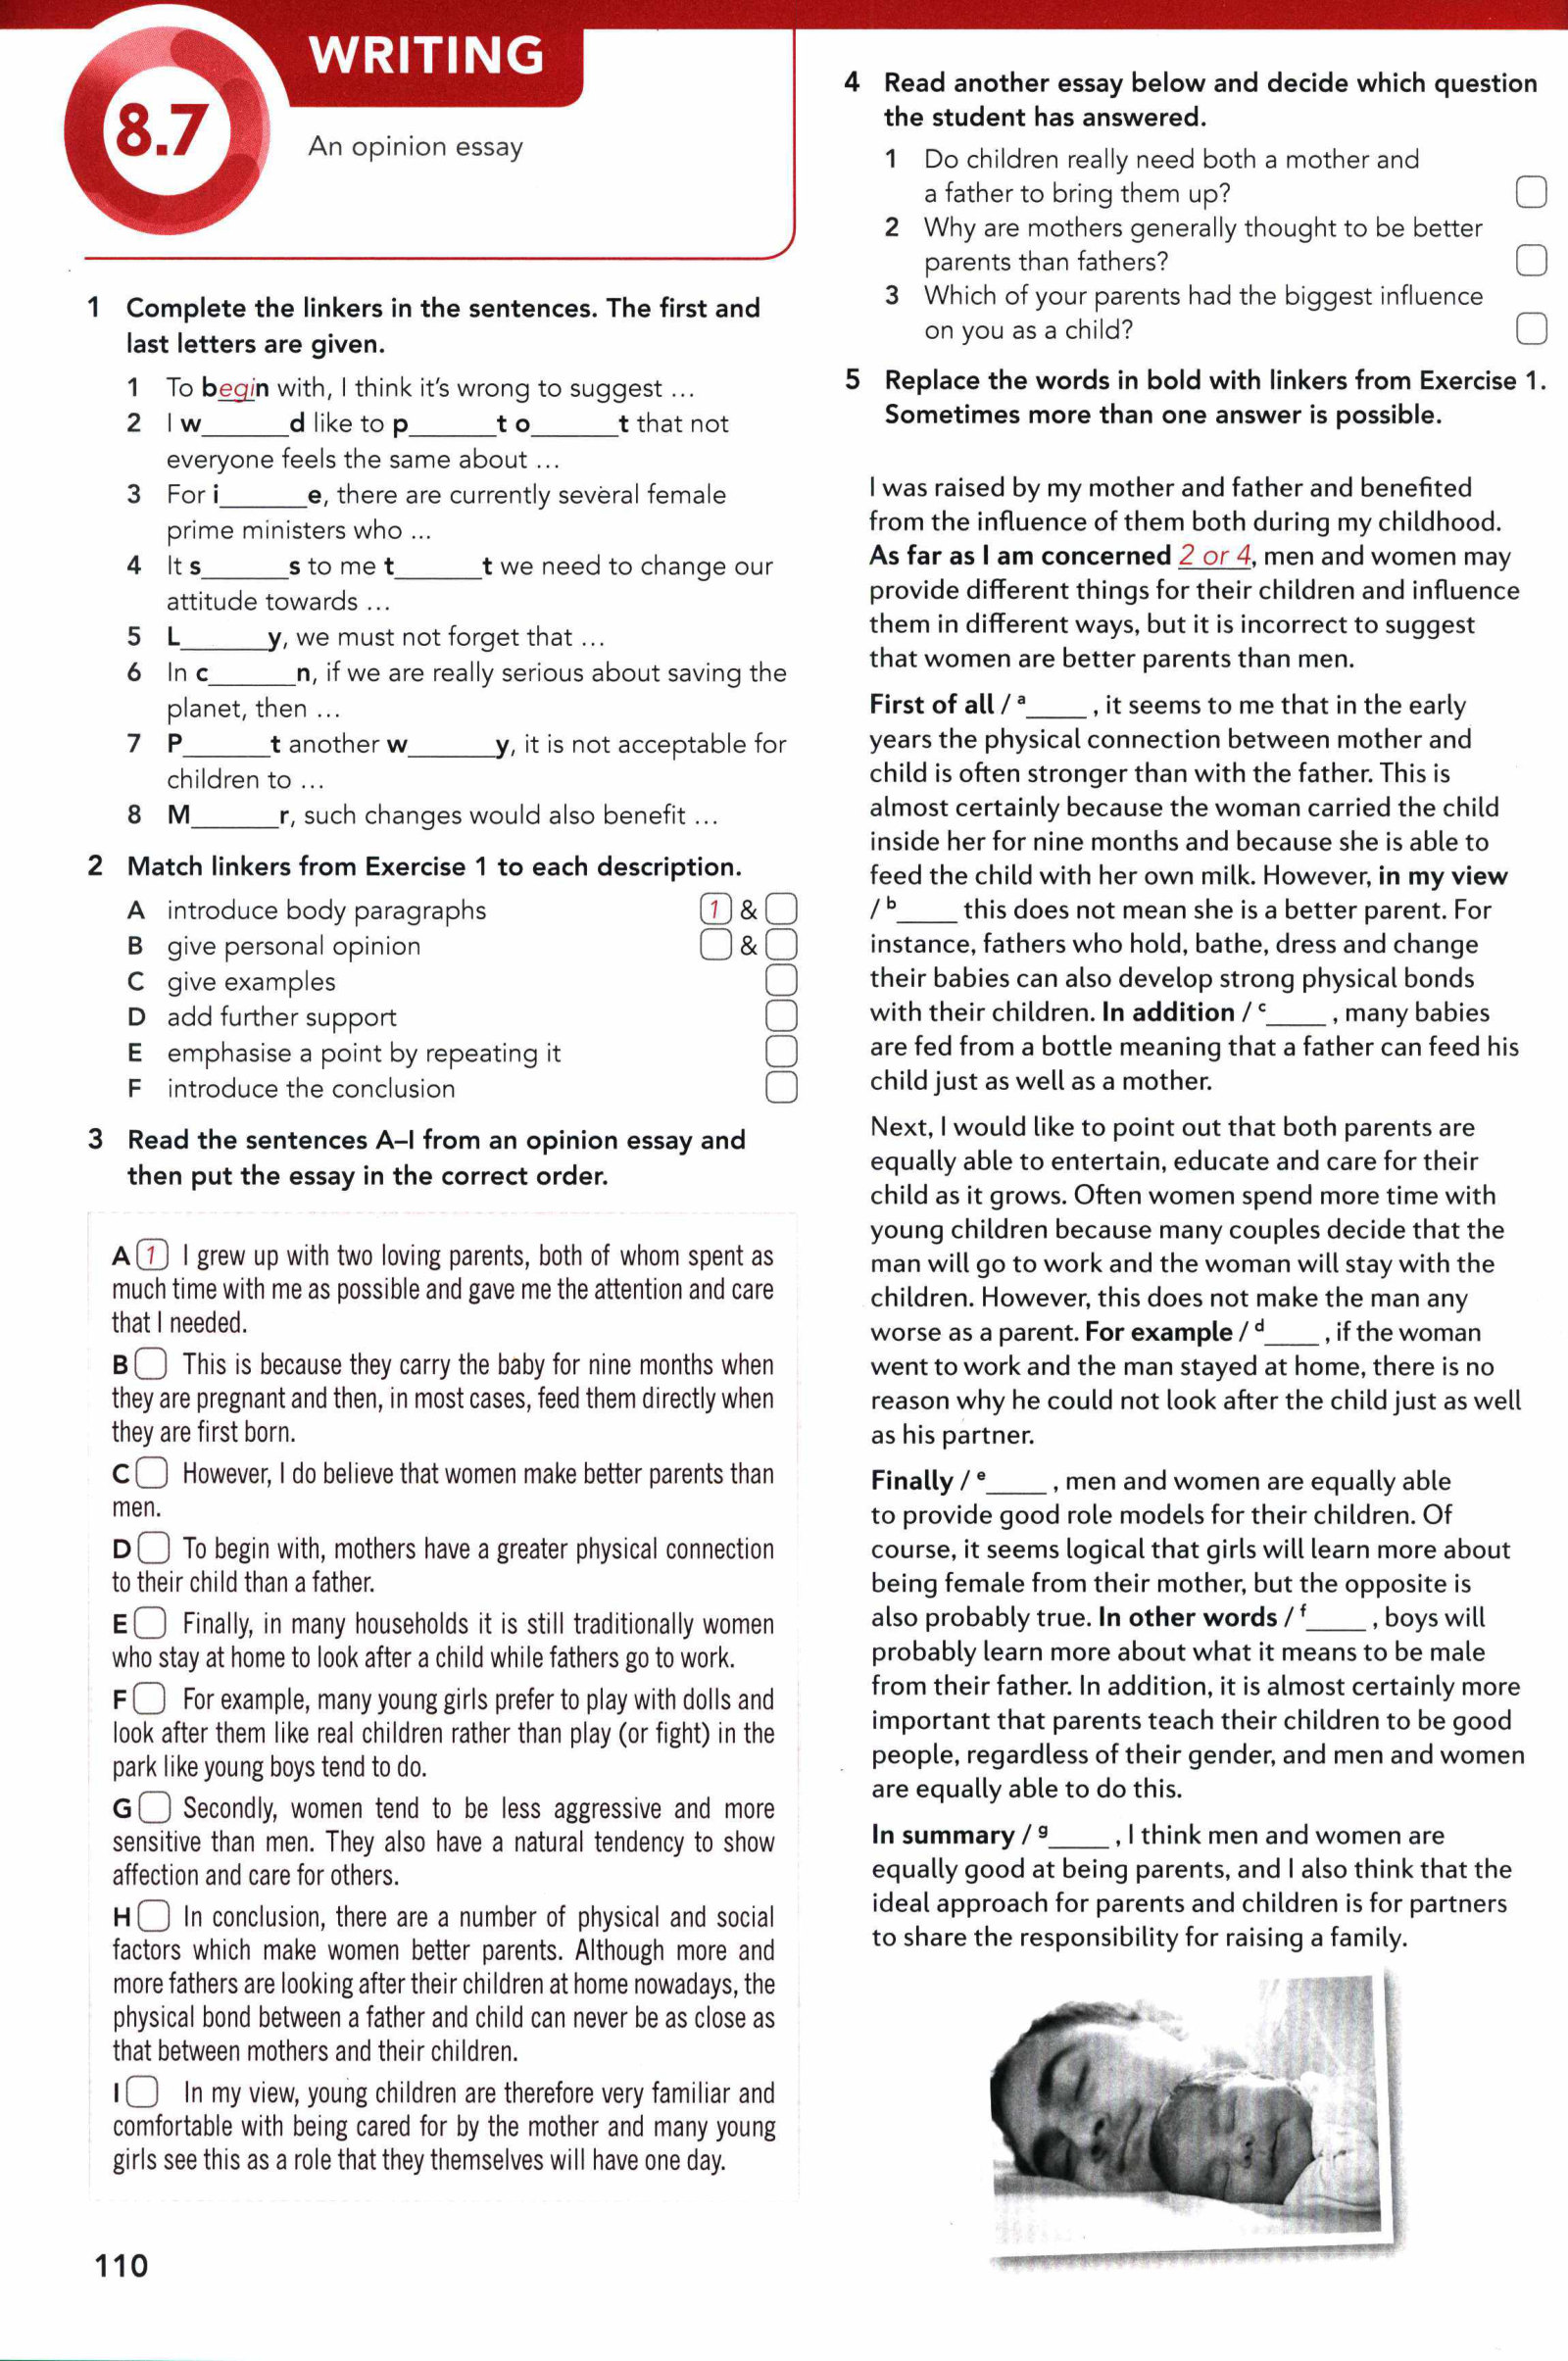 WRITING
8.7
An opinion essay
1 Complete the linkers in the sentences. The first and
last letters are given.
1 To begin with, I think it's wrong to suggest ...
2 I w______d like to p______t o______t that not
everyone feels the same about ...
3 For i______e, there are currently several female
prime ministers who ...
4 It s______s to me t______t we need to change our
attitude towards ...
5 L______y, we must not forget that ...
6 In c______n, if we are really serious about saving the
planet, then ...
7 P______t another w______y, it is not acceptable for
children to ...
8 M______r, such changes would also benefit ...
2 Match linkers from Exercise 1 to each description.
A introduce body paragraphs 1 &
B give personal opinion &
C give examples
D add further support
E emphasise a point by repeating it
F introduce the conclusion
3 Read the sentences A–I from an opinion essay and
then put the essay in the correct order.
A 1 I grew up with two loving parents, both of whom spent as
much time with me as possible and gave me the attention and care
that I needed.
B This is because they carry the baby for nine months when
they are pregnant and then, in most cases, feed them directly when
they are first born.
C However, I do believe that women make better parents than
men.
D To begin with, mothers have a greater physical connection
to their child than a father.
E Finally, in many households it is still traditionally women
who stay at home to look after a child while fathers go to work.
F For example, many young girls prefer to play with dolls and
look after them like real children rather than play (or fight) in the
park like young boys tend to do.
G Secondly, women tend to be less aggressive and more
sensitive than men. They also have a natural tendency to show
affection and care for others.
H In conclusion, there are a number of physical and social
factors which make women better parents. Although more and
more fathers are looking after their children at home nowadays, the
physical bond between a father and child can never be as close as
that between mothers and their children.
I In my view, young children are therefore very familiar and
comfortable with being cared for by the mother and many young
girls see this as a role that they themselves will have one day.
110
4 Read another essay below and decide which question
the student has answered.
1 Do children really need both a mother and
a father to bring them up?
2 Why are mothers generally thought to be better
parents than fathers?
3 Which of your parents had the biggest influence
on you as a child?
5 Replace the words in bold with linkers from Exercise 1.
Sometimes more than one answer is possible.
I was raised by my mother and father and benefited
from the influence of them both during my childhood.
As far as I am concerned 2 or 4, men and women may
provide different things for their children and influence
them in different ways, but it is incorrect to suggest
that women are better parents than men.
First of all / a____ , it seems to me that in the early
years the physical connection between mother and
child is often stronger than with the father. This is
almost certainly because the woman carried the child
inside her for nine months and because she is able to
feed the child with her own milk. However, in my view
/ b____ this does not mean she is a better parent. For
instance, fathers who hold, bathe, dress and change
their babies can also develop strong physical bonds
with their children. In addition / c____ , many babies
are fed from a bottle meaning that a father can feed his
child just as well as a mother.
Next, I would like to point out that both parents are
equally able to entertain, educate and care for their
child as it grows. Often women spend more time with
young children because many couples decide that the
man will go to work and the woman will stay with the
children. However, this does not make the man any
worse as a parent. For example / d____ , if the woman
went to work and the man stayed at home, there is no
reason why he could not look after the child just as well
as his partner.
Finally / e____ , men and women are equally able
to provide good role models for their children. Of
course, it seems logical that girls will learn more about
being female from their mother, but the opposite is
also probably true. In other words / f____ , boys will
probably learn more about what it means to be male
from their father. In addition, it is almost certainly more
important that parents teach their children to be good
people, regardless of their gender, and men and women
are equally able to do this.
In summary / g____ , I think men and women are
equally good at being parents, and I also think that the
ideal approach for parents and children is for partners
to share the responsibility for raising a family.